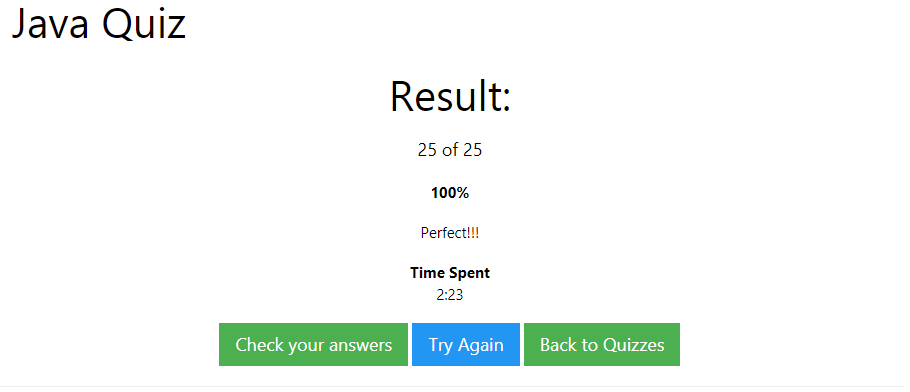 Java Quiz
Result:
25 of 25
100%
Perfect!!!
Time Spent
2:23
Check your answers Try Again Back to Quizzes